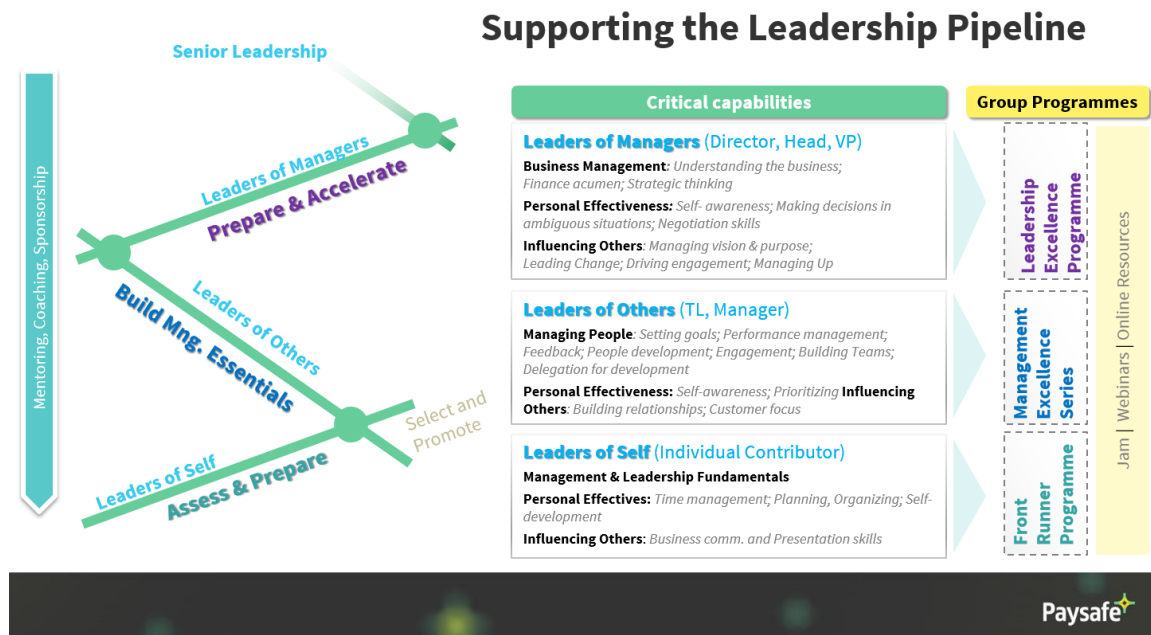 Supporting the Leadership Pipeline
Senior Leadership
Mentoring, Coaching, Sponsorship
Leaders of Managers
Prepare & Accelerate
Leaders of Others
Build Mng. Essentials
Select and
Promote
Leaders of Self
Assess & Prepare
Critical capabilities
Leaders of Managers (Director, Head, VP)
Business Management: Understanding the business;
Finance acumen; Strategic thinking
Personal Effectiveness: Self- awareness; Making decisions in
ambiguous situations; Negotiation skills
Influencing Others: Managing vision & purpose;
Leading Change; Driving engagement; Managing Up
Leaders of Others (TL, Manager)
Managing People: Setting goals; Performance management;
Feedback; People development; Engagement; Building Teams;
Delegation for development
Personal Effectiveness: Self-awareness; Prioritizing Influencing
Others: Building relationships; Customer focus
Leaders of Self (Individual Contributor)
Management & Leadership Fundamentals
Personal Effectives: Time management; Planning, Organizing; Self-
development
Influencing Others: Business comm. and Presentation skills
Group Programmes
Leadership
Excellence
Programme
Management
Excellence
Series
Front
Runner
Programme
Jam | Webinars | Online Resources
Paysafe